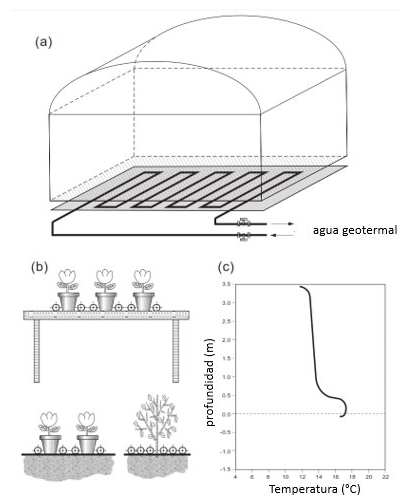 (a)
agua geotermal
(b)
(c)
profundidad (m)
3.5
3.0
2.5
2.0
1.5
1.0
0.5
0.0
-0.5
-1.0
-1.5
4 6 8 10 12 14 16 18 20 22
Temperatura (°C)